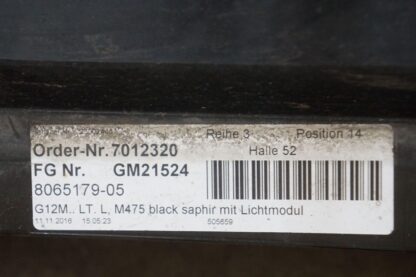 Reihe 3 Position 14
Order-Nr. 7012320 Halle 52
FG Nr. GM21524
8065179-05
G12M.. LT. L, M475 black saphir mit Lichtmodul
11.11.2016 15:05:23 505659